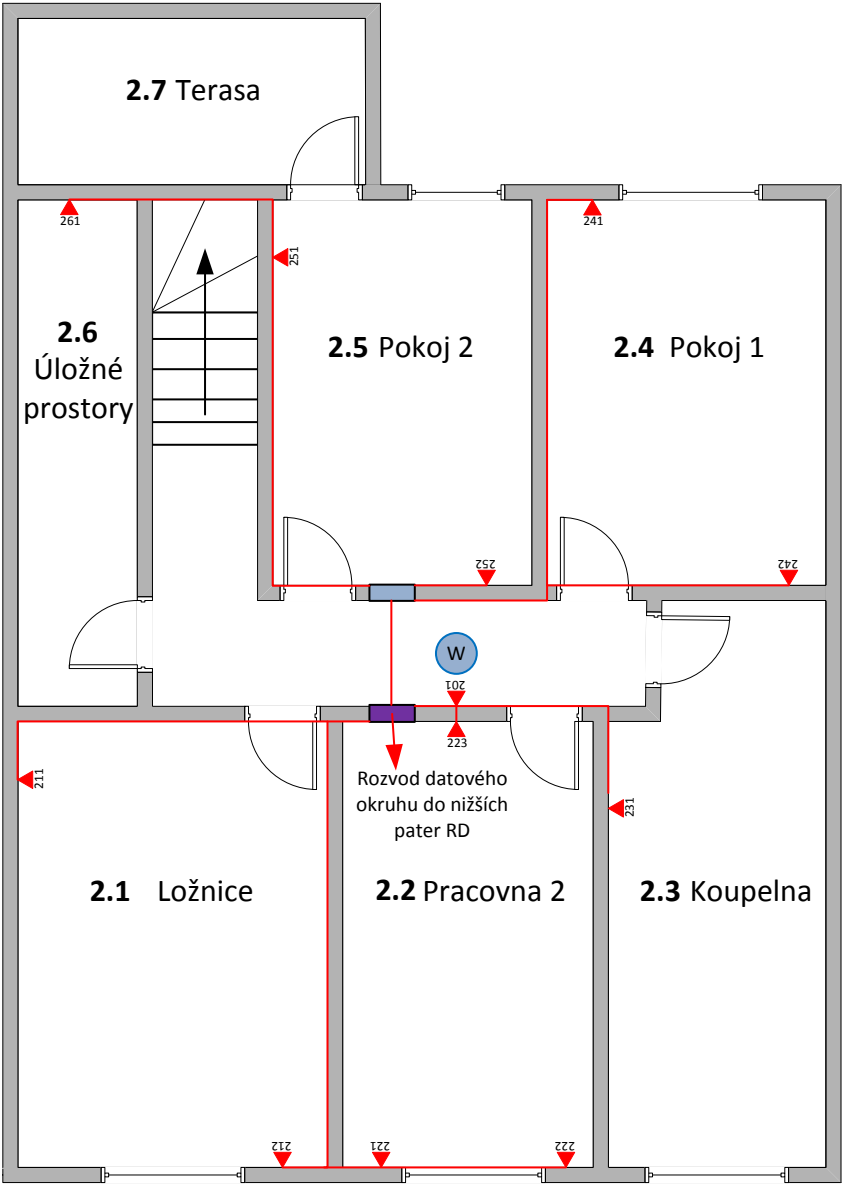 2.7 Terasa
261
241
251
2.6
Úložné
prostory
2.5 Pokoj 2
2.4 Pokoj 1
252
242
W
201
223
211
Rozvod datového
okruhu do nižších
pater RD
231
2.1 Ložnice
2.2 Pracovna 2
2.3 Koupelna
212
221
222